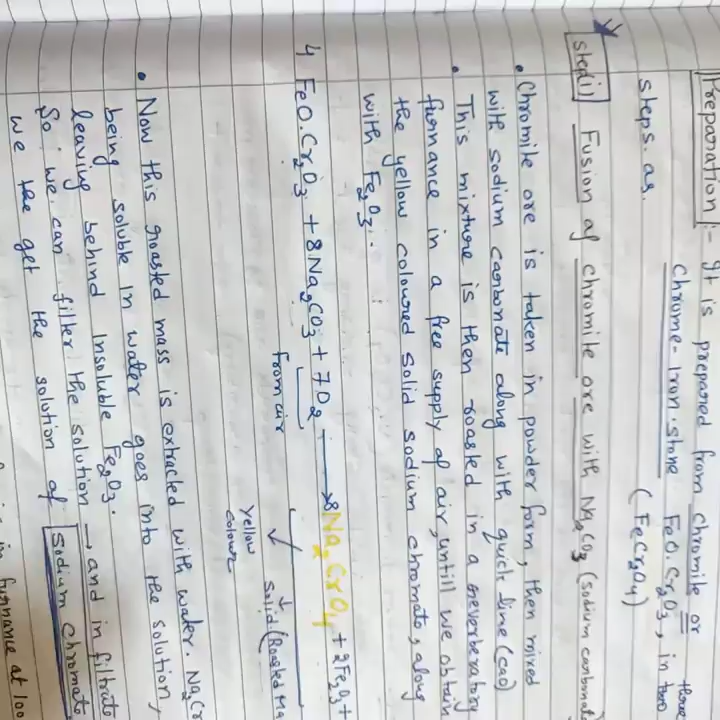 Preparation :- It is prepared from chromile or
chrome-Iron.stone FeO.Cr2O3, in two
steps. as.
(FeCr2O4)
step(i) Fusion of chromile ore with Na2CO3 (sodium carbonate
• Chromile ore is taken in powder form, then mixed
with sodium carbonate along with quick lime (cao)
• This mixture is then roasted in a reverberatory
furnance in a free supply of air, untill we obtain
the yellow coloured solid sodium chromate, along
with Fe2O3.
4 FeO.Cr2O3 + 8Na2CO3 + 7O2 → 8Na2CrO4 + 2Fe2O3 +
from air
solid (Roasted Ma
Yellow
colour
• Now this roasted mass is extracted with water. Na2Cr
being soluble in water goes into the solution,
leaving behind Insoluble Fe2O3.
So we can filter the solution → and in filtrate
we the get the solution of sodium chromate
furnance at 100